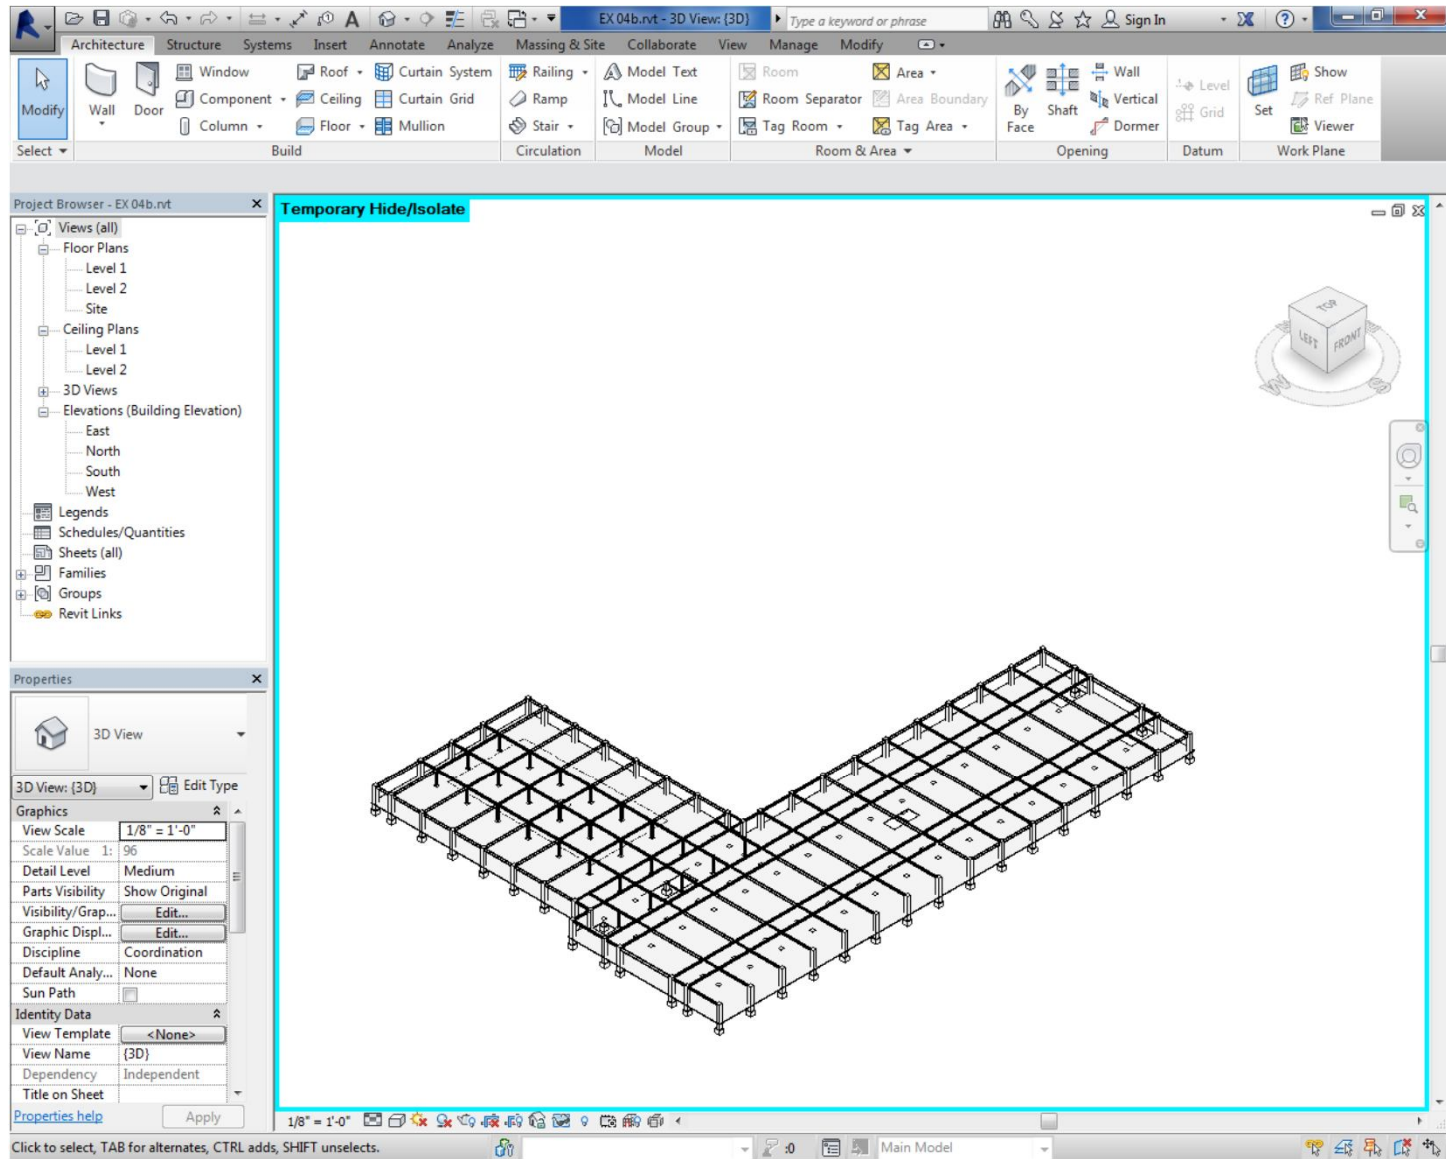 EX 04b.rvt - 3D View: {3D}
Type a keyword or phrase
Sign In
Architecture Structure Systems Insert Annotate Analyze Massing & Site Collaborate View Manage Modify
Window Roof Curtain System Railing Model Text Room Area Wall Level Show
Modify Wall Door Component Ceiling Curtain Grid Ramp Model Line Room Separator Area Boundary By Face Shaft Vertical Grid Set Ref Plane
Column Floor Mullion Stair Model Group Tag Room Tag Area Dormer Viewer
Select Build Circulation Model Room & Area Opening Datum Work Plane
Project Browser - EX 04b.rvt
Views (all)
Floor Plans
Level 1
Level 2
Site
Ceiling Plans
Level 1
Level 2
3D Views
Elevations (Building Elevation)
East
North
South
West
Legends
Schedules/Quantities
Sheets (all)
Families
Groups
Revit Links
Properties
3D View
3D View: {3D} Edit Type
Graphics
View Scale 1/8" = 1'-0"
Scale Value 1: 96
Detail Level Medium
Parts Visibility Show Original
Visibility/Grap... Edit...
Graphic Displ... Edit...
Discipline Coordination
Default Analy... None
Sun Path
Identity Data
View Template <None>
View Name {3D}
Dependency Independent
Title on Sheet
Properties help Apply
Temporary Hide/Isolate
TOP
LEFT FRONT
W S
1/8" = 1'-0"
Click to select, TAB for alternates, CTRL adds, SHIFT unselects.
:0 Main Model